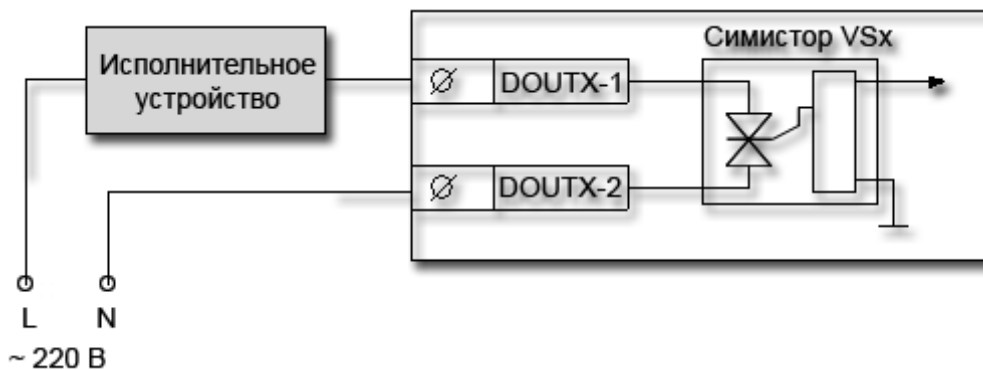 Симистор VSx
Исполнительное
устройство
DOUTX-1
DOUTX-2
L N
~ 220 В